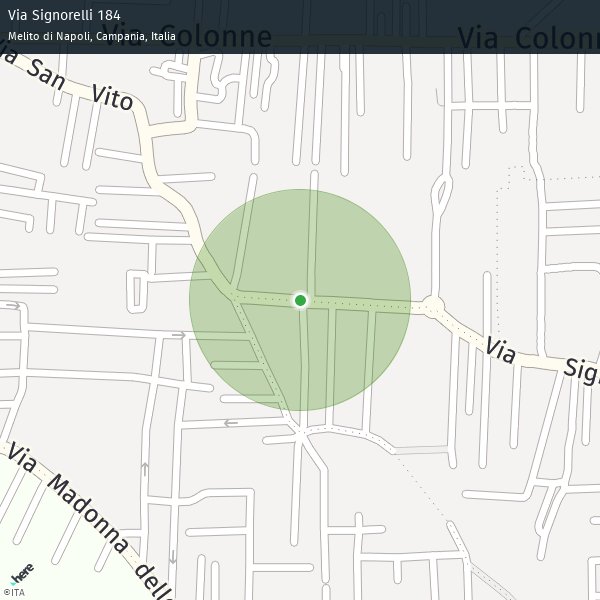 Via Signorelli 184
Melito di Napoli, Campania, Italia
Via Colonne
Via Colonn
Via San Vito
Via Sig
Via Madonna delle
here
©ITA